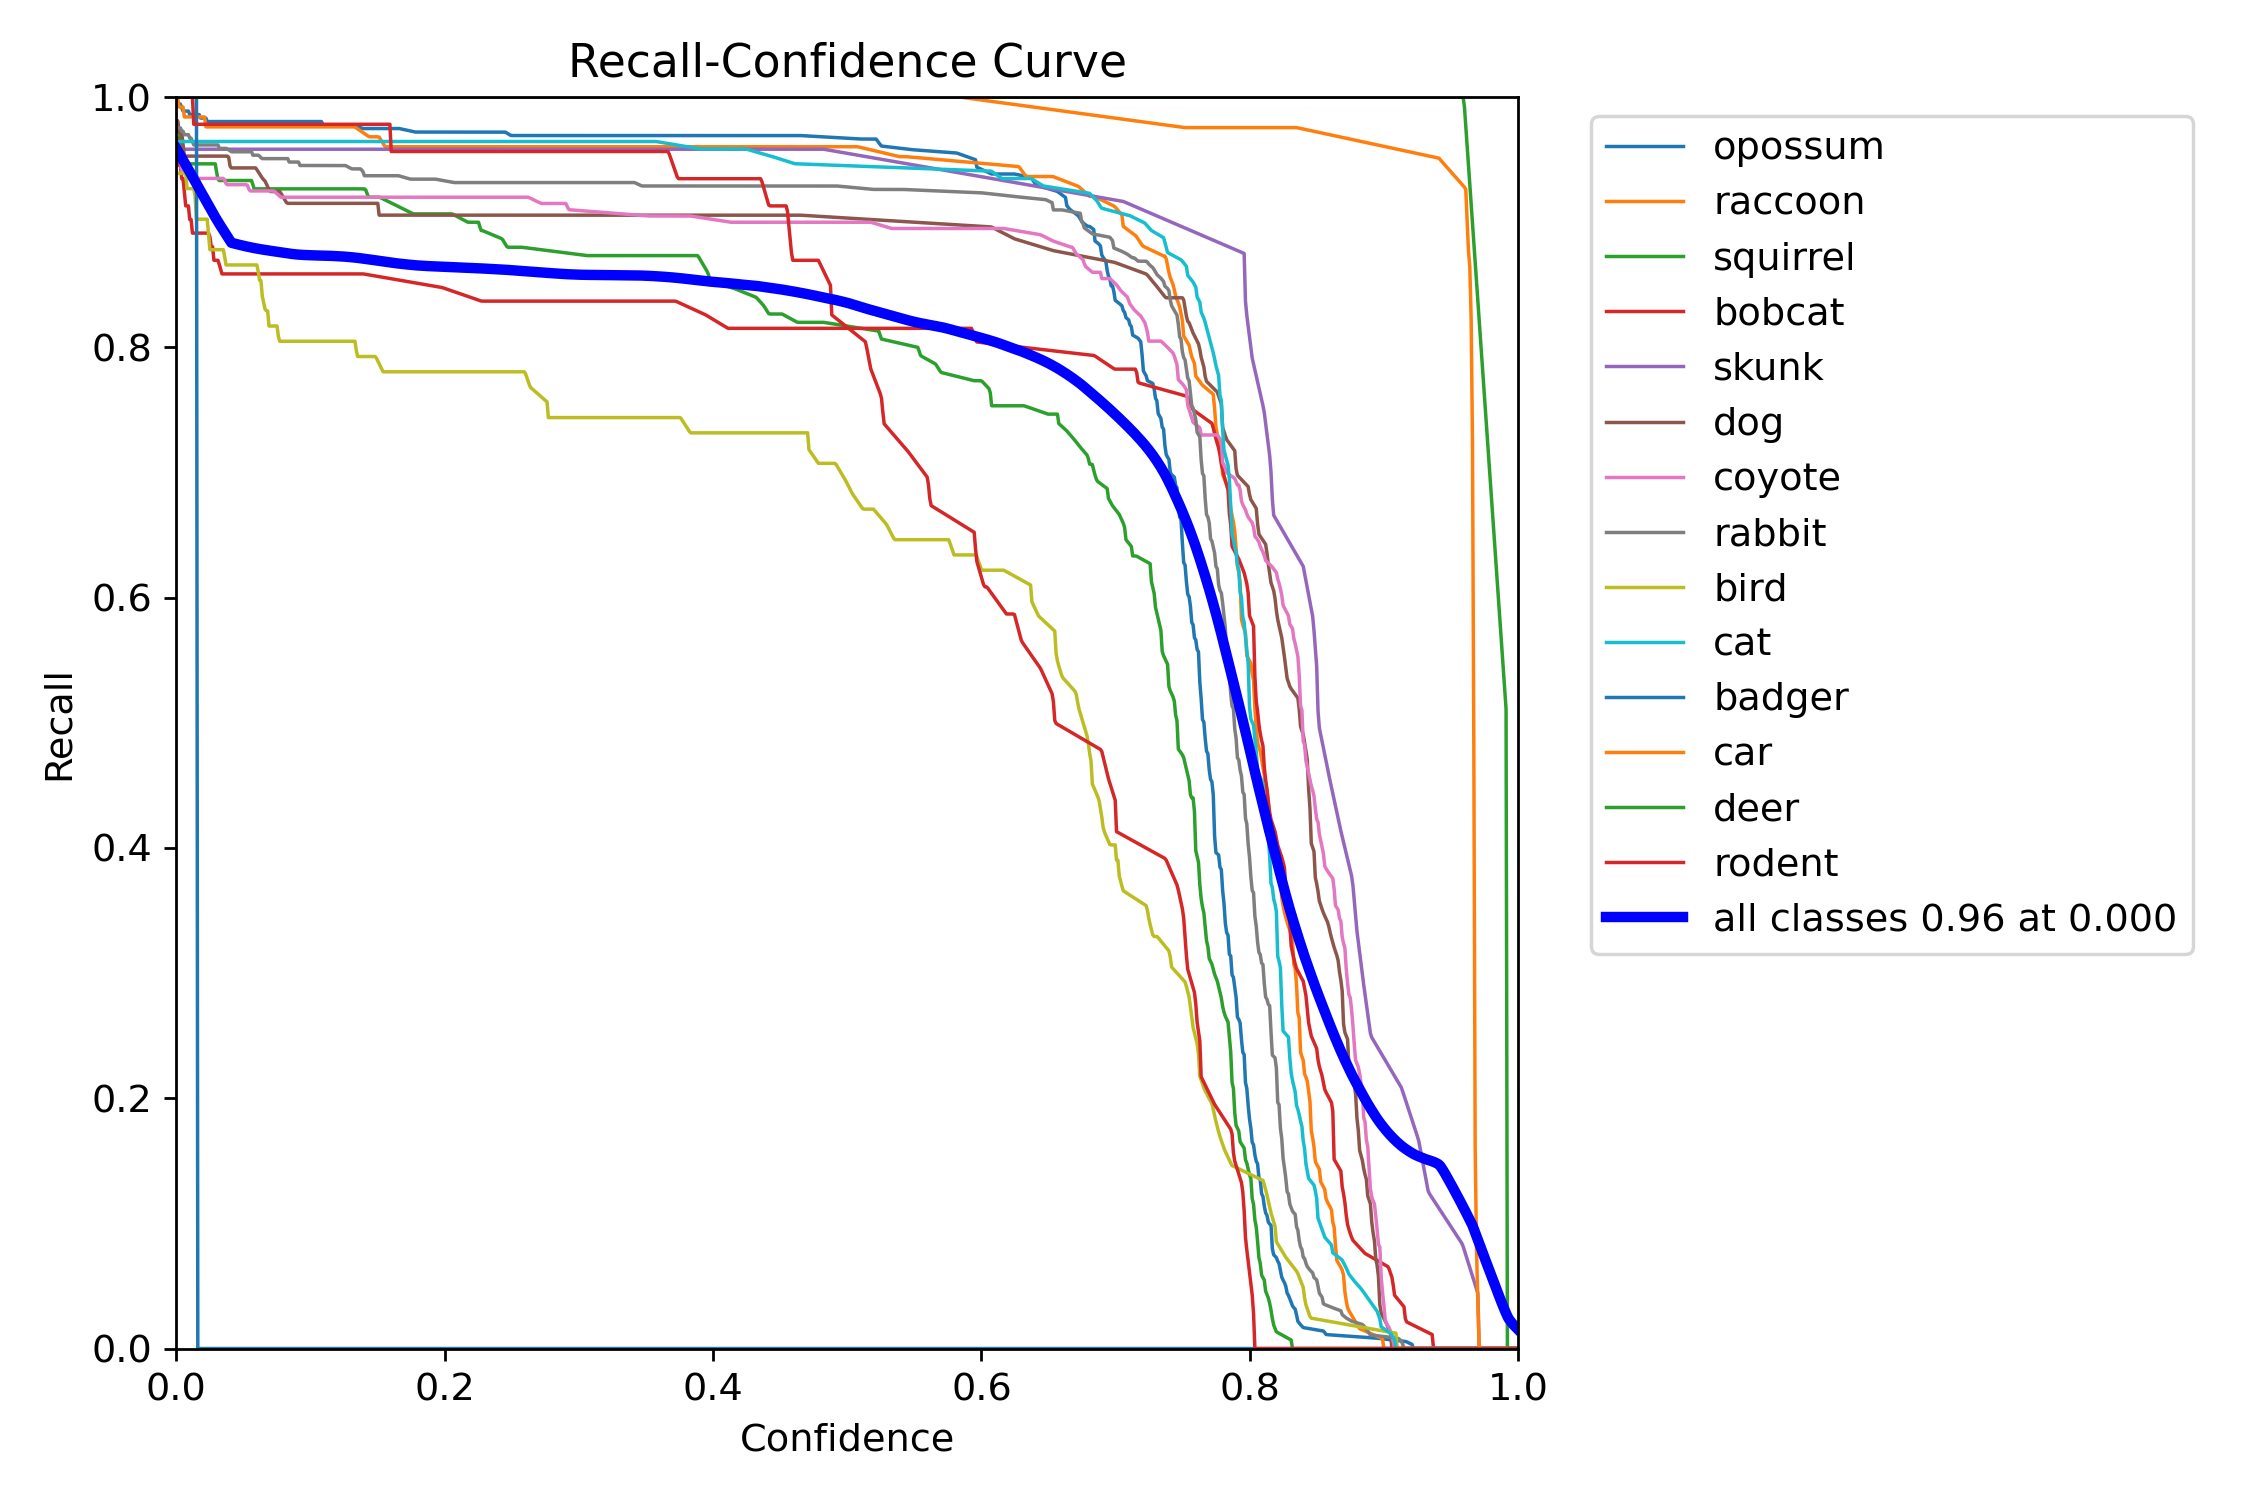 Recall-Confidence Curve
1.0
0.8
0.6
0.4
0.2
0.0
Recall
0.0 0.2 0.4 0.6 0.8 1.0
Confidence
opossum
raccoon
squirrel
bobcat
skunk
dog
coyote
rabbit
bird
cat
badger
car
deer
rodent
all classes 0.96 at 0.000